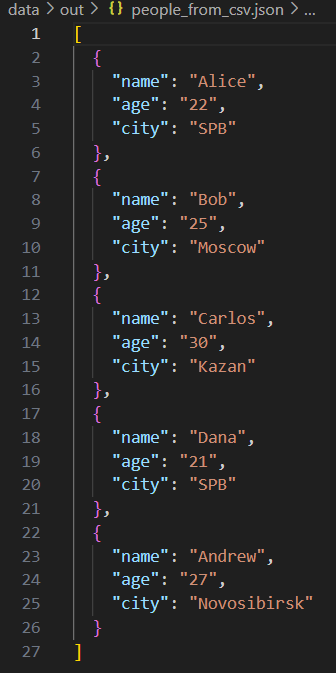 data > out > {} people_from_csv.json > ...
1 [
2 {
3 "name": "Alice",
4 "age": "22",
5 "city": "SPB"
6 },
7 {
8 "name": "Bob",
9 "age": "25",
10 "city": "Moscow"
11 },
12 {
13 "name": "Carlos",
14 "age": "30",
15 "city": "Kazan"
16 },
17 {
18 "name": "Dana",
19 "age": "21",
20 "city": "SPB"
21 },
22 {
23 "name": "Andrew",
24 "age": "27",
25 "city": "Novosibirsk"
26 }
27 ]